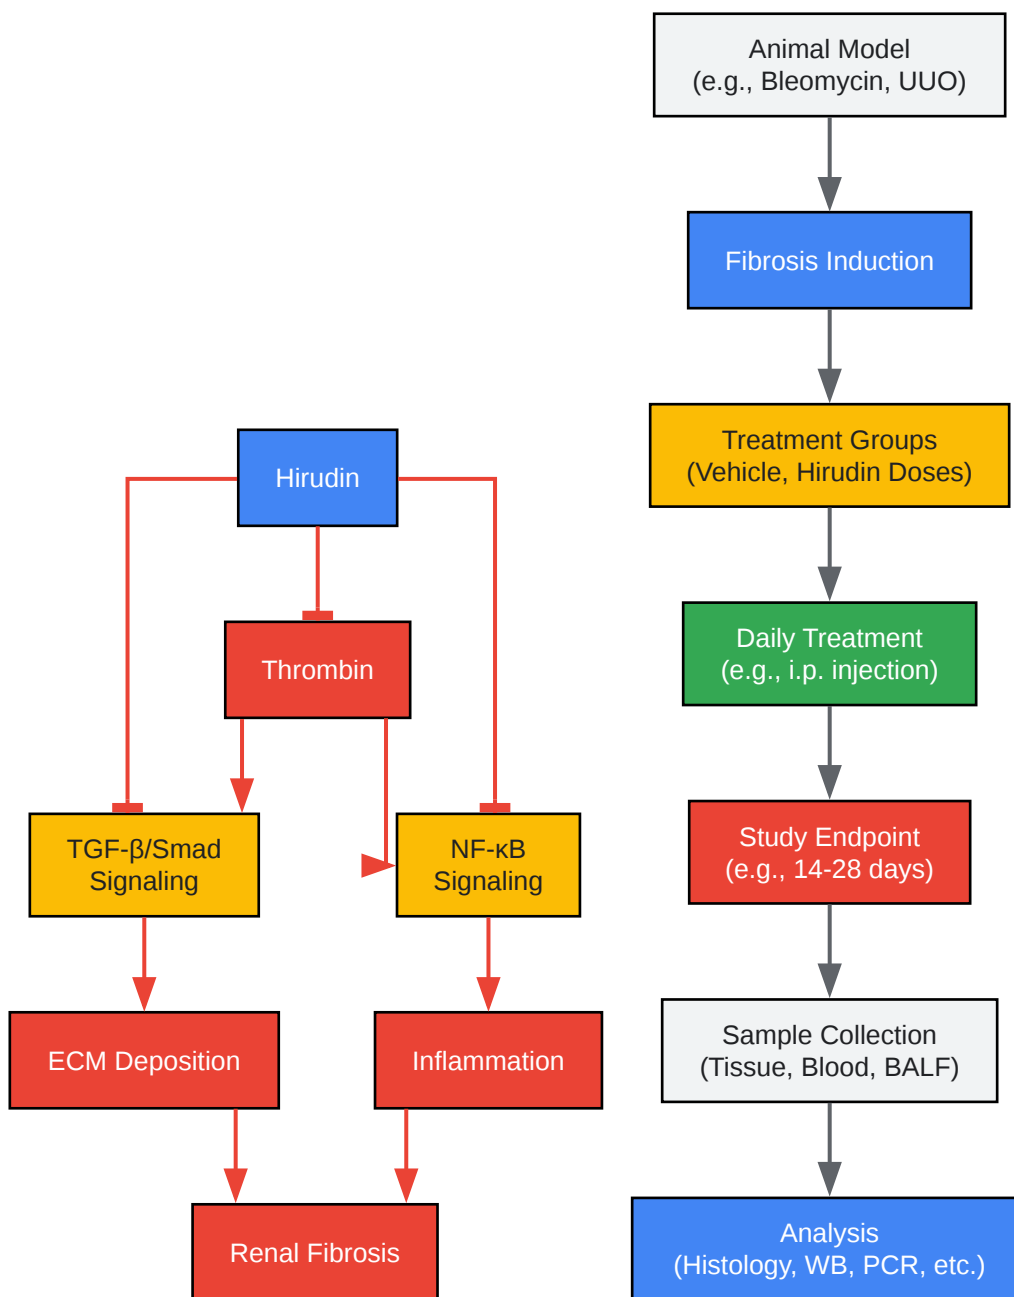 Animal Model
(e.g., Bleomycin, UUO)
Fibrosis Induction
Treatment Groups
(Vehicle, Hirudin Doses)
Daily Treatment
(e.g., i.p. injection)
Study Endpoint
(e.g., 14-28 days)
Sample Collection
(Tissue, Blood, BALF)
Analysis
(Histology, WB, PCR, etc.)
Hirudin
Thrombin
TGF-β/Smad
Signaling
NF-κB
Signaling
ECM Deposition
Inflammation
Renal Fibrosis